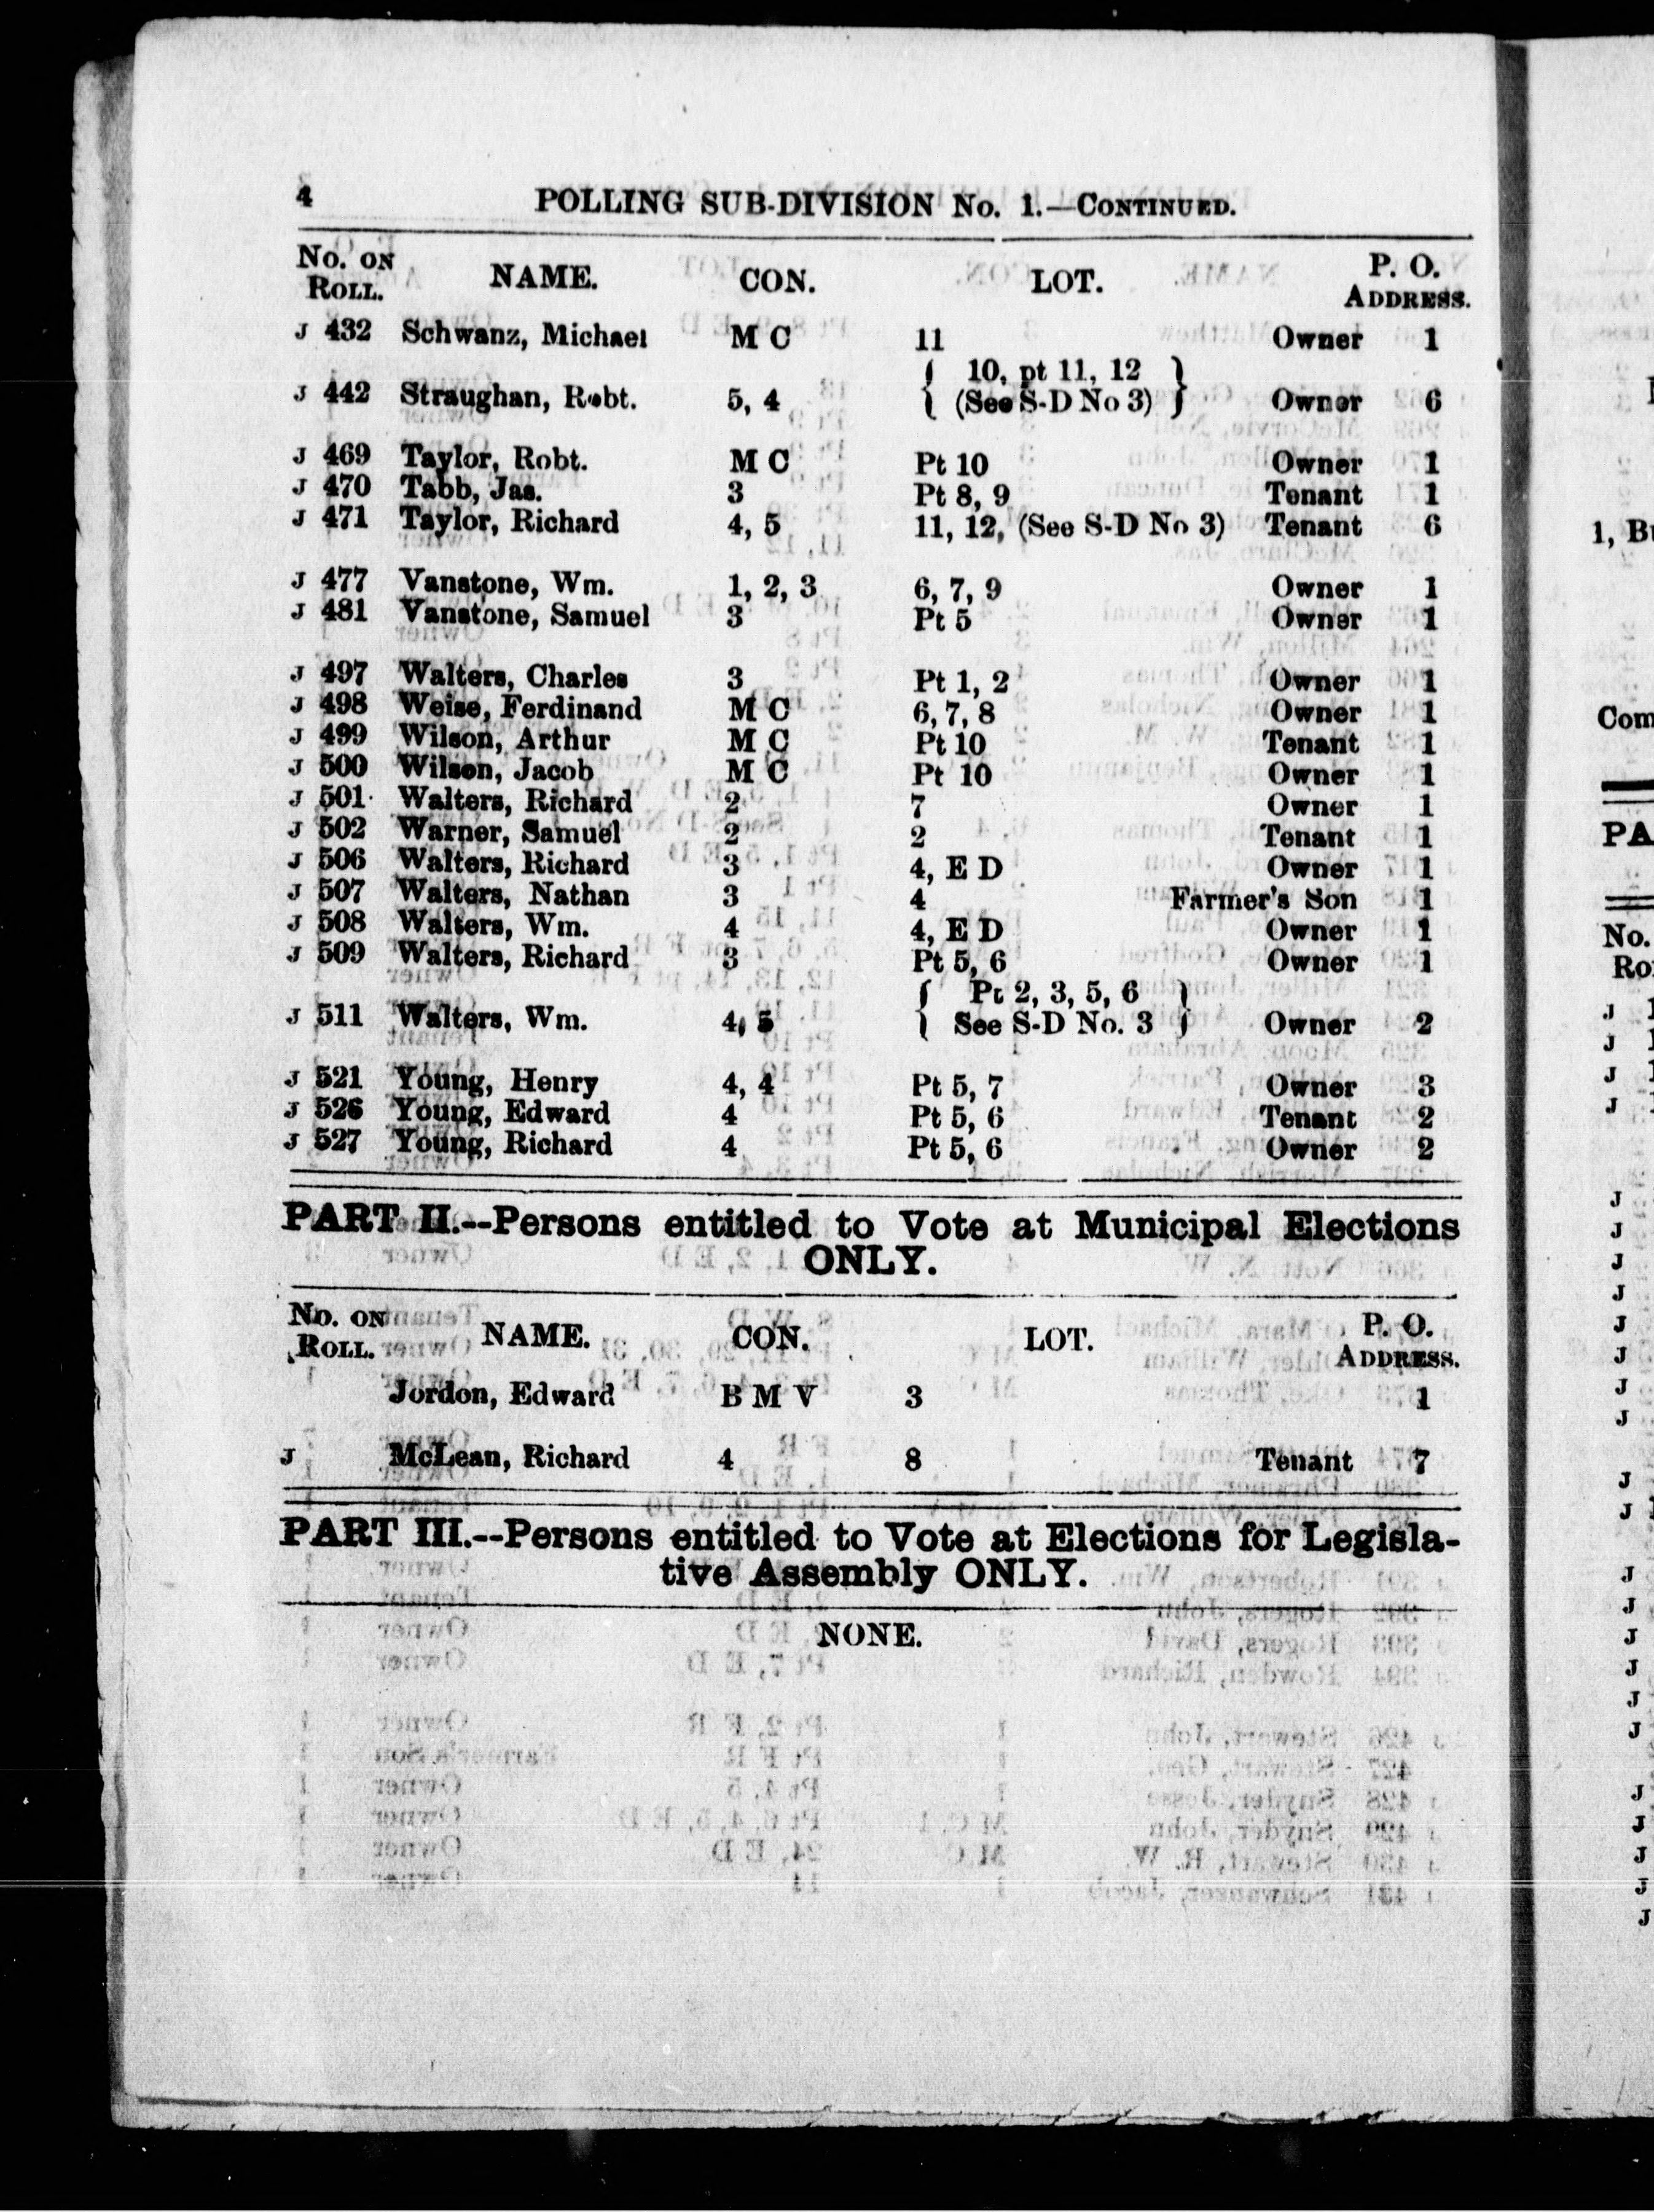 4 POLLING SUB-DIVISION No. 1.—CONTINUED.
No. ON ROLL. NAME. CON. LOT. P. O. ADDRESS.
J 432 Schwanz, Michael M C 11 Owner 1
{ 10, pt 11, 12 }
J 442 Straughan, Robt. 5, 4 { (See S-D No 3) } Owner 6
J 469 Taylor, Robt. M C Pt 10 Owner 1
J 470 Tabb, Jas. 3 Pt 8, 9 Tenant 1
J 471 Taylor, Richard 4, 5 11, 12, (See S-D No 3) Tenant 6
J 477 Vanstone, Wm. 1, 2, 3 6, 7, 9 Owner 1
J 481 Vanstone, Samuel 3 Pt 5 Owner 1
J 497 Walters, Charles 3 Pt 1, 2 Owner 1
J 498 Weise, Ferdinand M C 6, 7, 8 Owner 1
J 499 Wilson, Arthur M C Pt 10 Tenant 1
J 500 Wilson, Jacob M C Pt 10 Owner 1
J 501 Walters, Richard 2 7 Owner 1
J 502 Warner, Samuel 2 2 Tenant 1
J 506 Walters, Richard 3 4, E D Owner 1
J 507 Walters, Nathan 3 4 Farmer's Son 1
J 508 Walters, Wm. 4 4, E D Owner 1
J 509 Walters, Richard 3 Pt 5, 6 Owner 1
{ Pt 2, 3, 5, 6 }
J 511 Walters, Wm. 4, 5 { See S-D No. 3 } Owner 2
J 521 Young, Henry 4, 4 Pt 5, 7 Owner 3
J 526 Young, Edward 4 Pt 5, 6 Tenant 2
J 527 Young, Richard 4 Pt 5, 6 Owner 2
PART II.--Persons entitled to Vote at Municipal Elections
ONLY.
No. ON ROLL. NAME. CON. LOT. P. O. ADDRESS.
Jordon, Edward B M V 3 1
J McLean, Richard 4 8 Tenant 7
PART III.--Persons entitled to Vote at Elections for Legisla-
tive Assembly ONLY.
NONE.